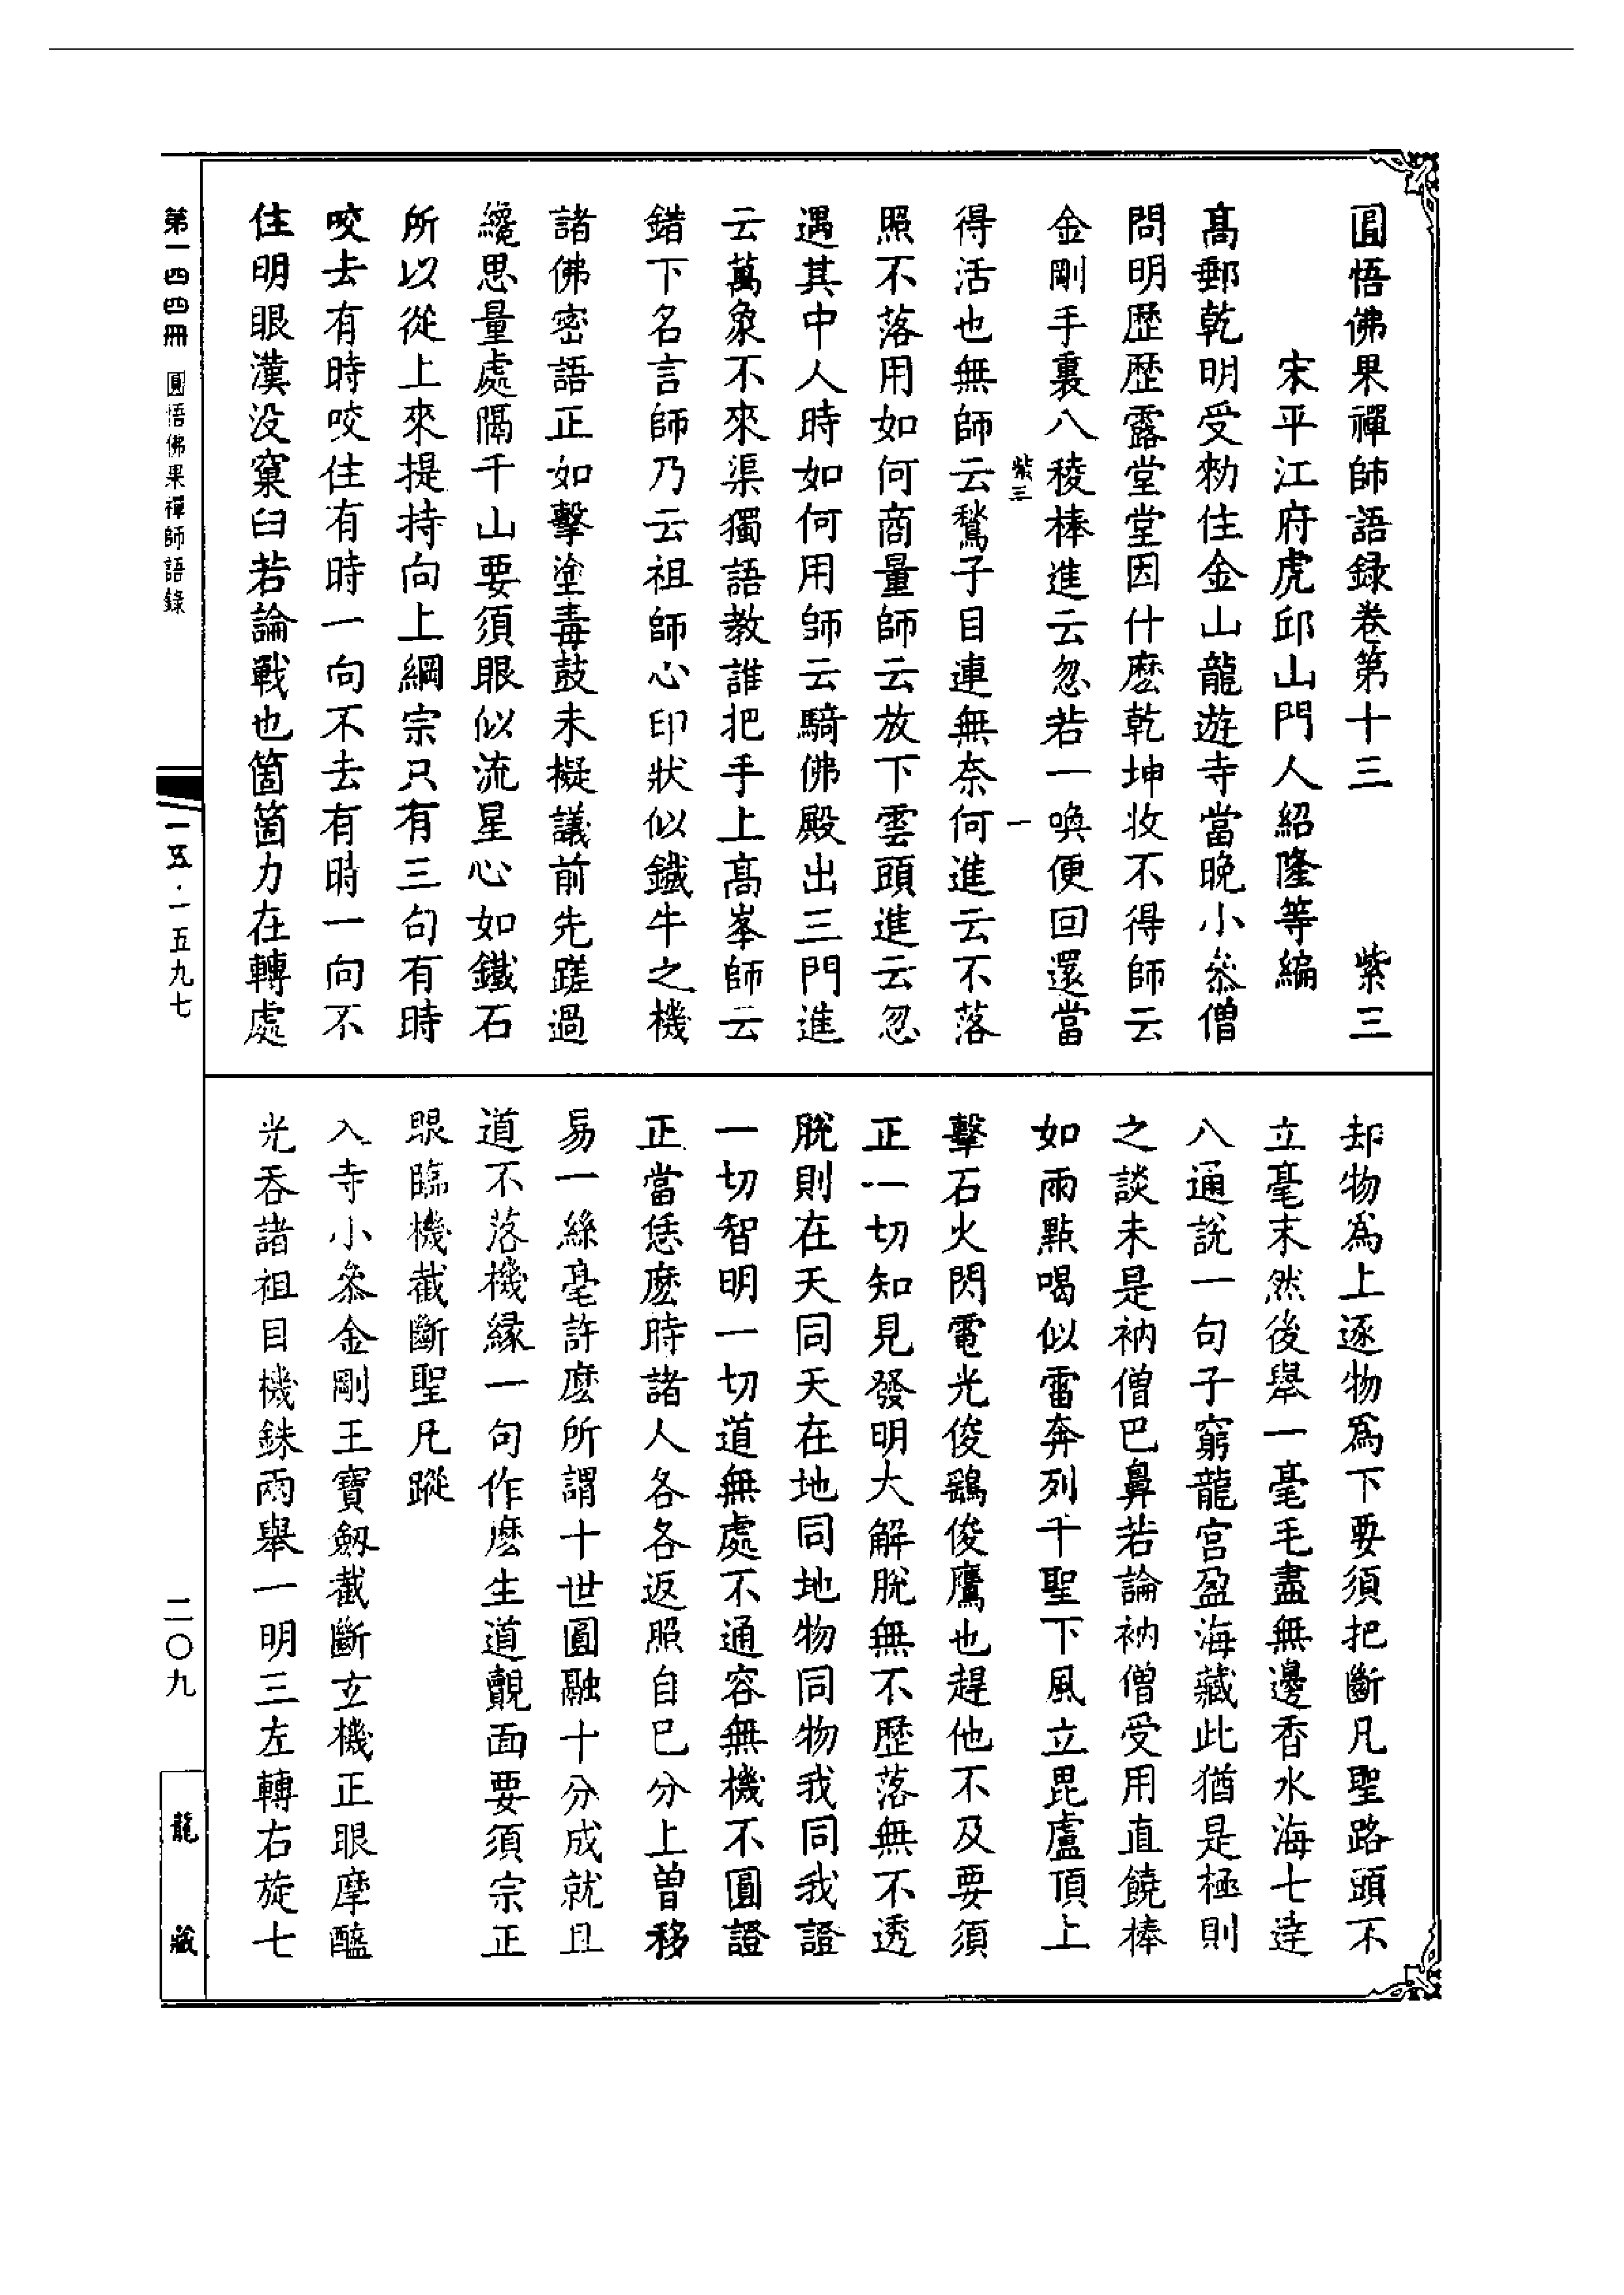 圓悟佛果禪師語録卷第十三　紫三
宋平江府虎邱山門人紹隆等編
髙郵乾明受勑住金山龍遊寺當晚小叅僧
問明歷歷露堂堂因什麽乾坤收不得師云
金剛手裏八稜棒進云忽若一喚便回還當
紫三　一
得活也無師云鶖子目連無奈何進云不落
照不落用如何商量師云放下雲頭進云忽
遇其中人時如何用師云騎佛殿出三門進
云萬象不來渠獨語教誰把手上髙峯師云
錯下名言師乃云祖師心印狀似鐵牛之機
諸佛密語正如擊塗毒鼓未擬議前先蹉過
纔思量處隔千山要須眼似流星心如鐵石
所以從上來提持向上綱宗只有三句有時
咬去有時咬住有時一向不去有時一向不
住明眼漢没窠臼若論戰也箇箇力在轉處
却物爲上逐物爲下要須把斷凡聖路頭不
立毫末然後舉一毫毛盡無邊香水海七達
八通說一句子窮龍宫盈海藏此猶是極則
之談未是衲僧巴鼻若論衲僧受用直饒棒
如雨點喝似雷奔列千聖下風立毘盧頂上
擊石火閃電光俊鷂俊鷹也趕他不及要須
正一切知見發明大解脫無不歷落無不透
脫則在天同天在地同地物同物我同我證
一切智明一切道無處不通容無機不圓證
正當恁麽時諸人各各返照自己分上曽移
易一絲毫許麽所謂十世圓融十分成就且
道不落機緣一句作麽生道覿面要須宗正
眼臨機截斷聖凡蹤
入寺小叅金剛王寶劔截斷玄機正眼摩醯
光吞諸祖目機銖兩舉一明三左轉右旋七
第一四四冊　圓悟佛果禪師語錄
一五·一五九七
二〇九
龍藏